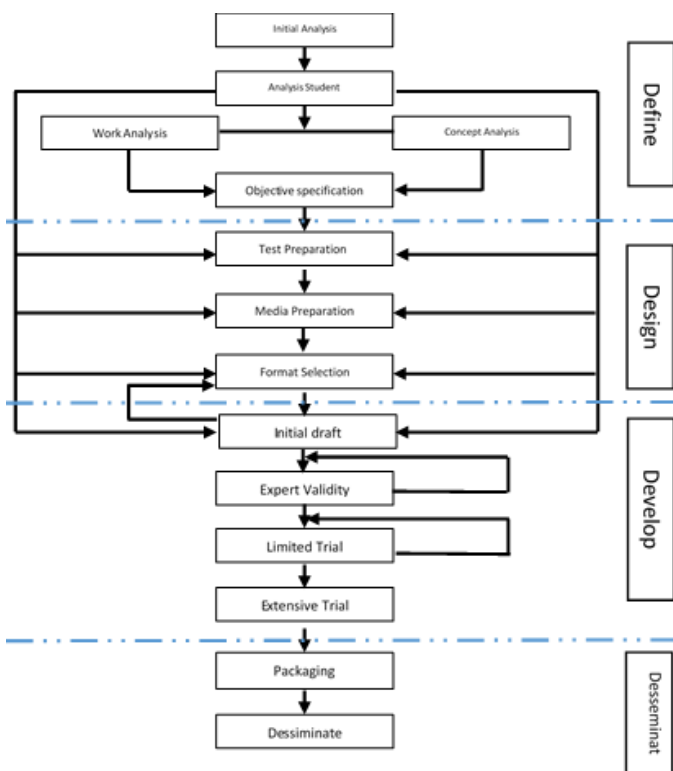 Initial Analysis
Analysis Student
Work Analysis
Concept Analysis
Objective specification
Define
Test Preparation
Media Preparation
Format Selection
Design
Initial draft
Expert Validity
Limited Trial
Extensive Trial
Develop
Packaging
Dessiminate
Desseminat